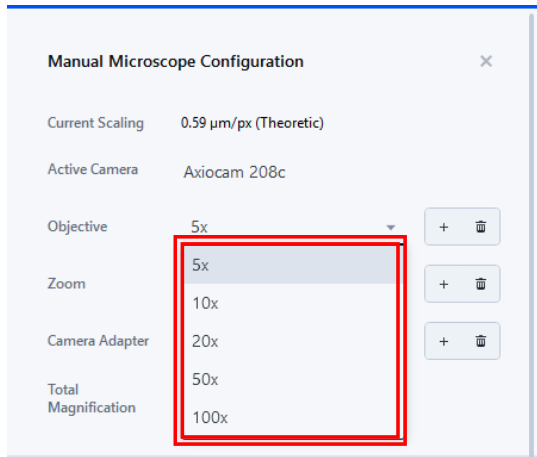 Manual Microscope Configuration
Current Scaling 0.59 µm/px (Theoretic)
Active Camera Axiocam 208c
Objective 5x
5x
Zoom
10x
Camera Adapter 20x
50x
Total
Magnification
100x